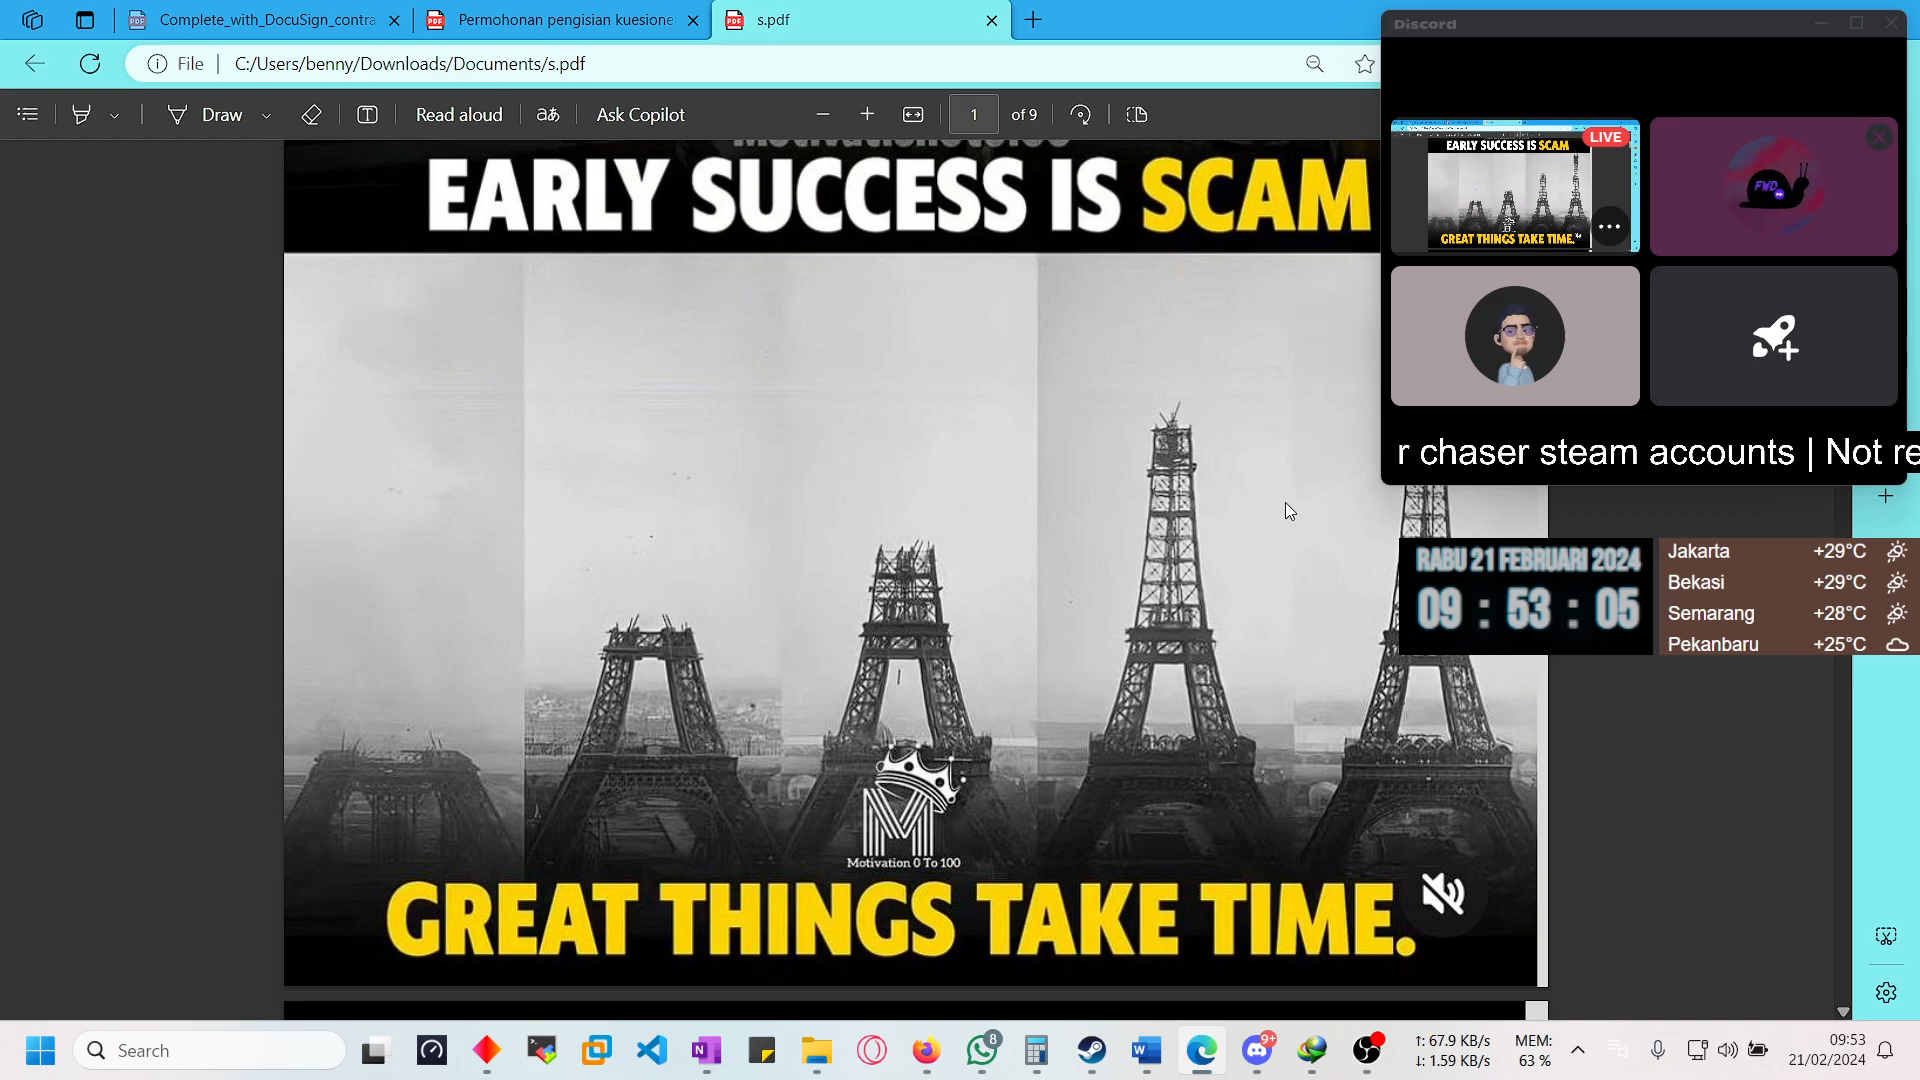 Complete_with_DocuSign_contra
Permohonan pengisian kuesione
s.pdf
File
C:/Users/benny/Downloads/Documents/s.pdf
Draw
Read aloud
aあ
Ask Copilot
1 of 9
EARLY SUCCESS IS SCAM
M
Motivation 0 To 100
GREAT THINGS TAKE TIME.
Discord
LIVE
EARLY SUCCESS IS SCAM
GREAT THINGS TAKE TIME.
FWD
r chaser steam accounts | Not re
RABU 21 FEBRUARI 2024
09 : 53 : 05
Jakarta +29°C
Bekasi +29°C
Semarang +28°C
Pekanbaru +25°C
Search
8
9+
↑: 67.9 KB/s
↓: 1.59 KB/s
MEM:
63 %
09:53
21/02/2024